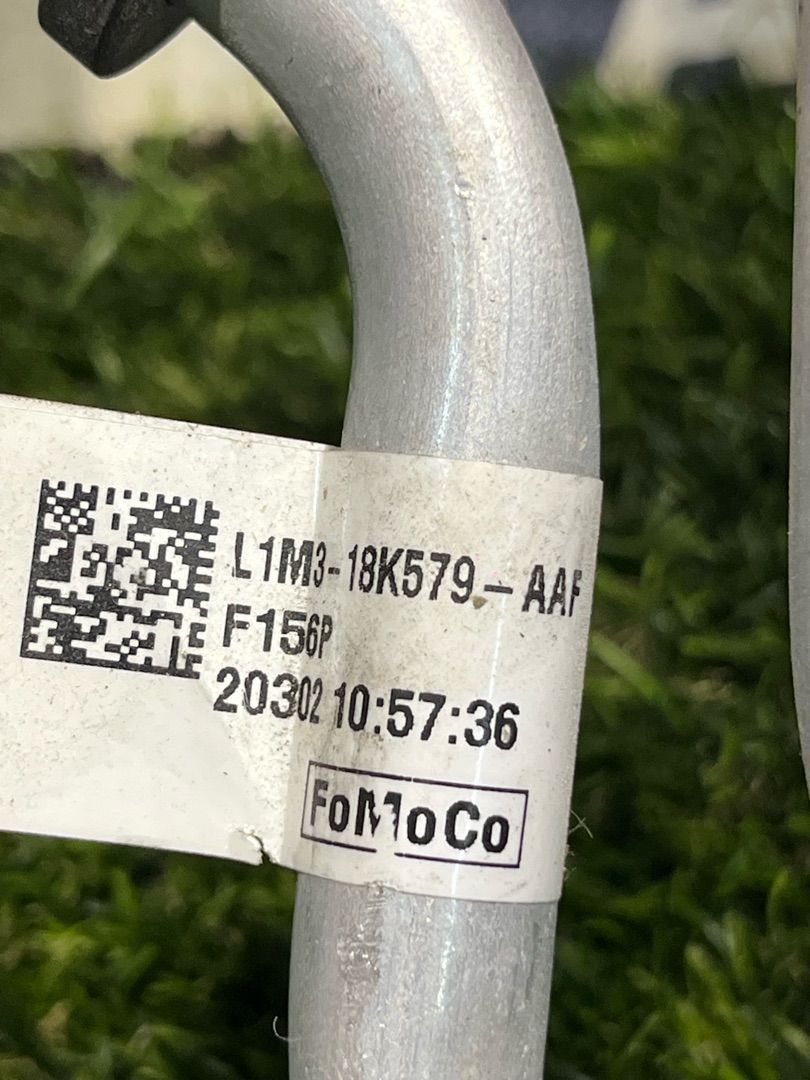 L1M3-18K579-AAF
F156P
20302 10:57:36
FoMoCo